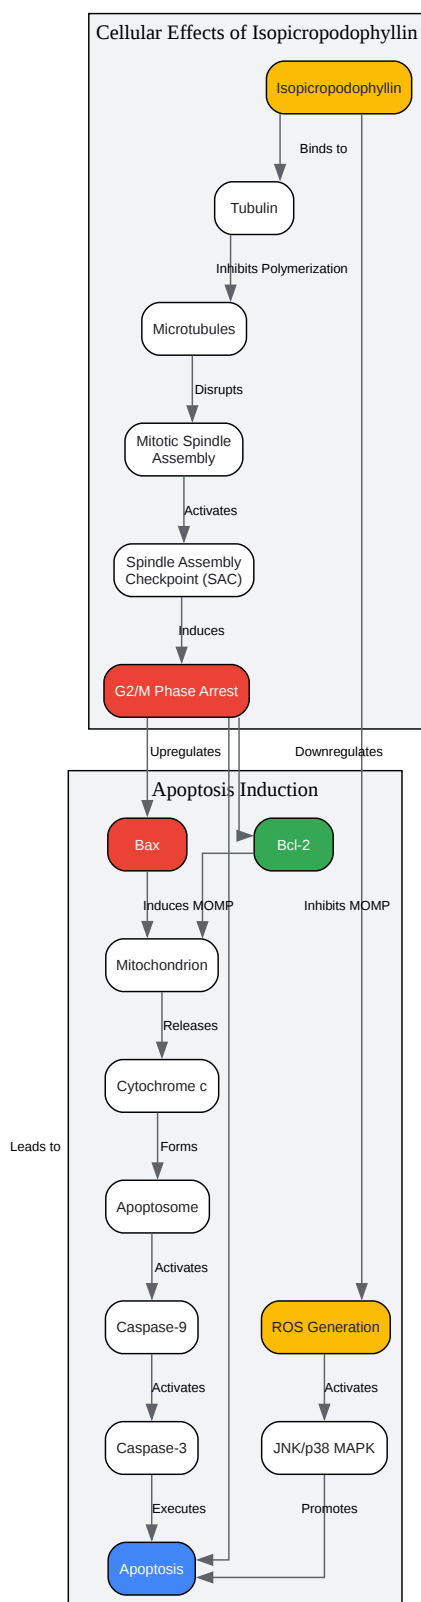 Cellular Effects of Isopicropodophyllin
Isopicropodophyllin
Binds to
Tubulin
Inhibits Polymerization
Microtubules
Disrupts
Mitotic Spindle
Assembly
Activates
Spindle Assembly
Checkpoint (SAC)
Induces
G2/M Phase Arrest
Upregulates
Downregulates
Apoptosis Induction
Bax
Bcl-2
Induces MOMP
Inhibits MOMP
Mitochondrion
Releases
Cytochrome c
Leads to
Forms
Apoptosome
Activates
Caspase-9
ROS Generation
Activates
Activates
Caspase-3
JNK/p38 MAPK
Executes
Promotes
Apoptosis